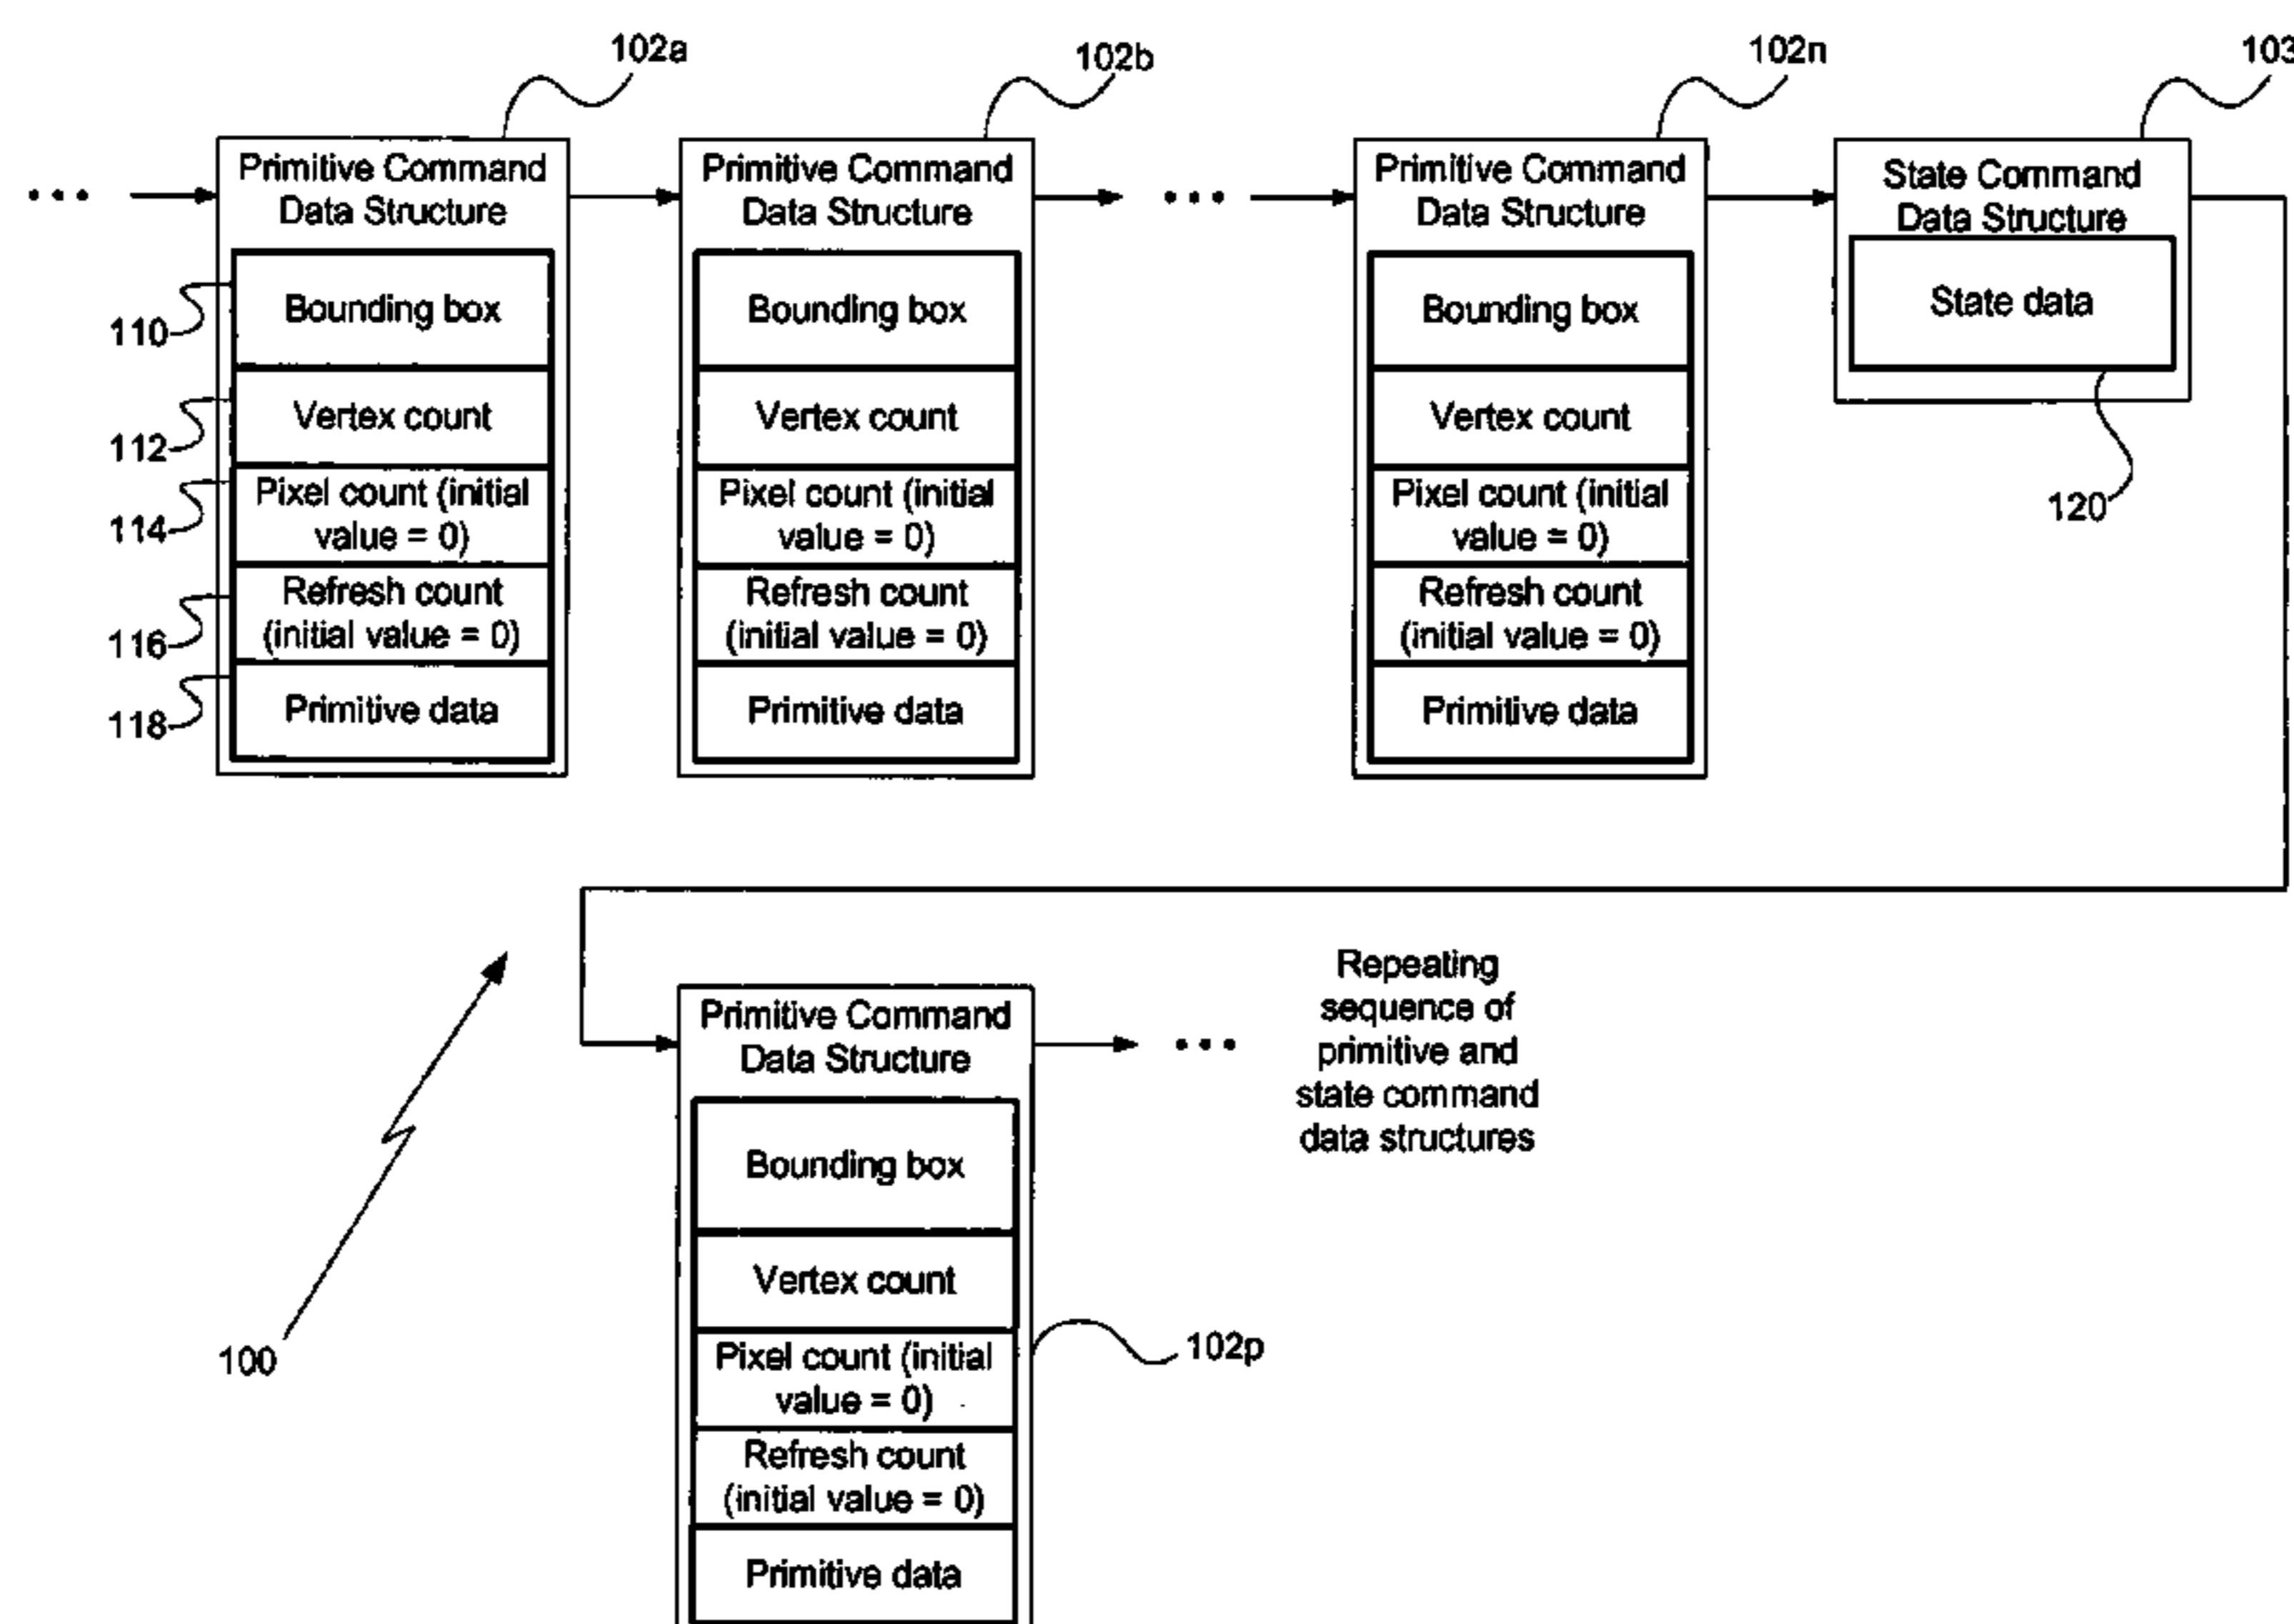 102a
102b
102n
103
Primitive Command
Data Structure
Bounding box
Vertex count
Pixel count (initial
value = 0)
Refresh count
(initial value = 0)
Primitive data
110
112
114
116
118
Primitive Command
Data Structure
Bounding box
Vertex count
Pixel count (initial
value = 0)
Refresh count
(initial value = 0)
Primitive data
Primitive Command
Data Structure
Bounding box
Vertex count
Pixel count (initial
value = 0)
Refresh count
(initial value = 0)
Primitive data
State Command
Data Structure
State data
120
Primitive Command
Data Structure
Bounding box
Vertex count
Pixel count (initial
value = 0)
Refresh count
(initial value = 0)
Primitive data
102p
Repeating
sequence of
primitive and
state command
data structures
100